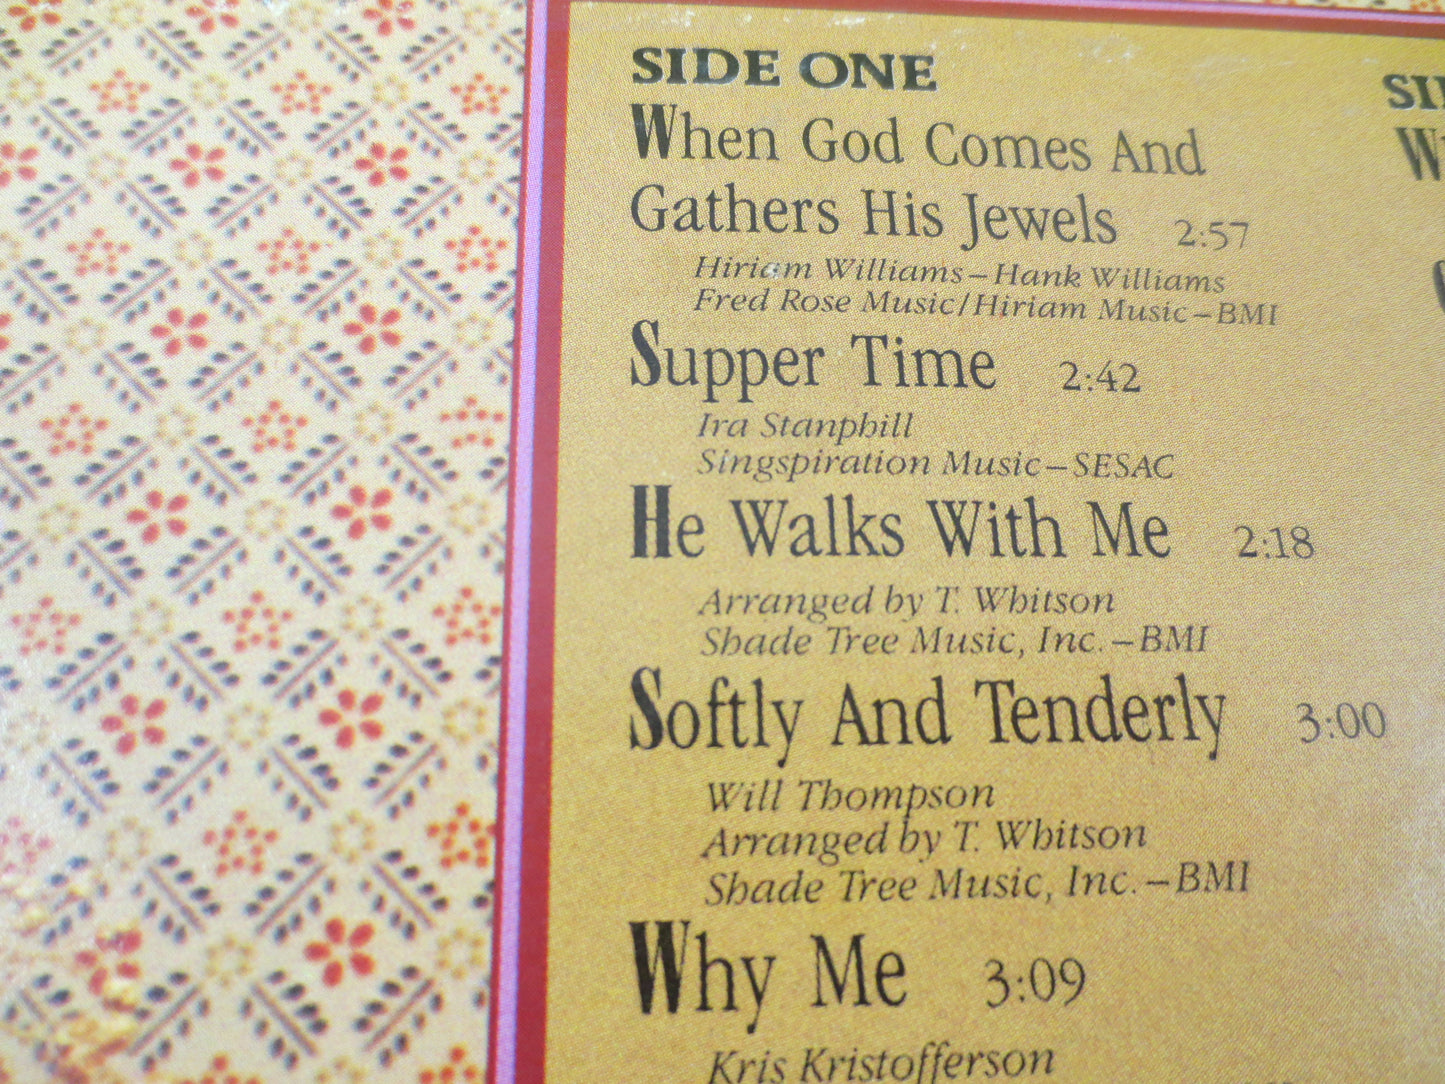 SIDE ONE
When God Comes And
Gathers His Jewels 2:57
Hiriam Williams–Hank Williams
Fred Rose Music/Hiriam Music–BMI
Supper Time 2:42
Ira Stanphill
Singspiration Music–SESAC
He Walks With Me 2:18
Arranged by T. Whitson
Shade Tree Music, Inc.–BMI
Softly And Tenderly 3:00
Will Thompson
Arranged by T. Whitson
Shade Tree Music, Inc.–BMI
Why Me 3:09
Kris Kristofferson